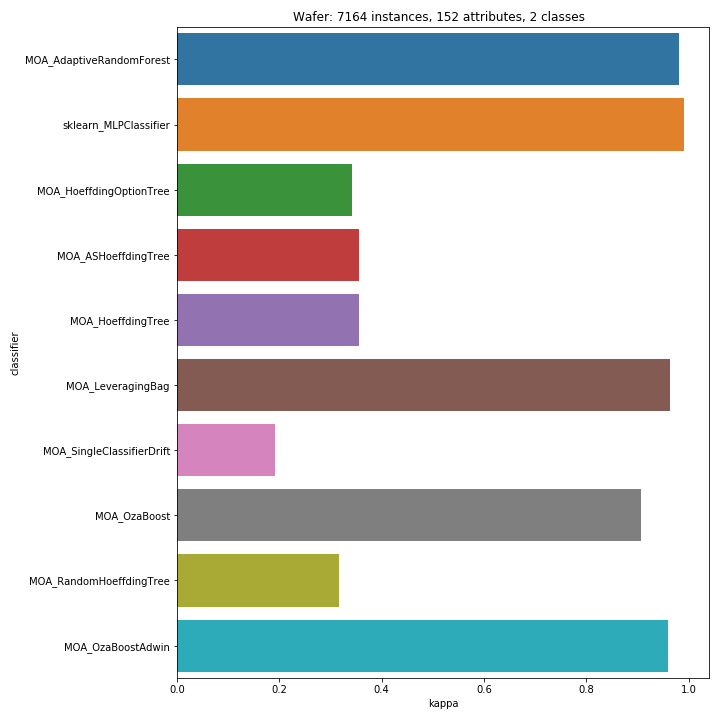 Wafer: 7164 instances, 152 attributes, 2 classes
MOA_AdaptiveRandomForest
sklearn_MLPClassifier
MOA_HoeffdingOptionTree
MOA_ASHoeffdingTree
MOA_HoeffdingTree
MOA_LeveragingBag
MOA_SingleClassifierDrift
MOA_OzaBoost
MOA_RandomHoeffdingTree
MOA_OzaBoostAdwin
classifier
0.0 0.2 0.4 0.6 0.8 1.0
kappa